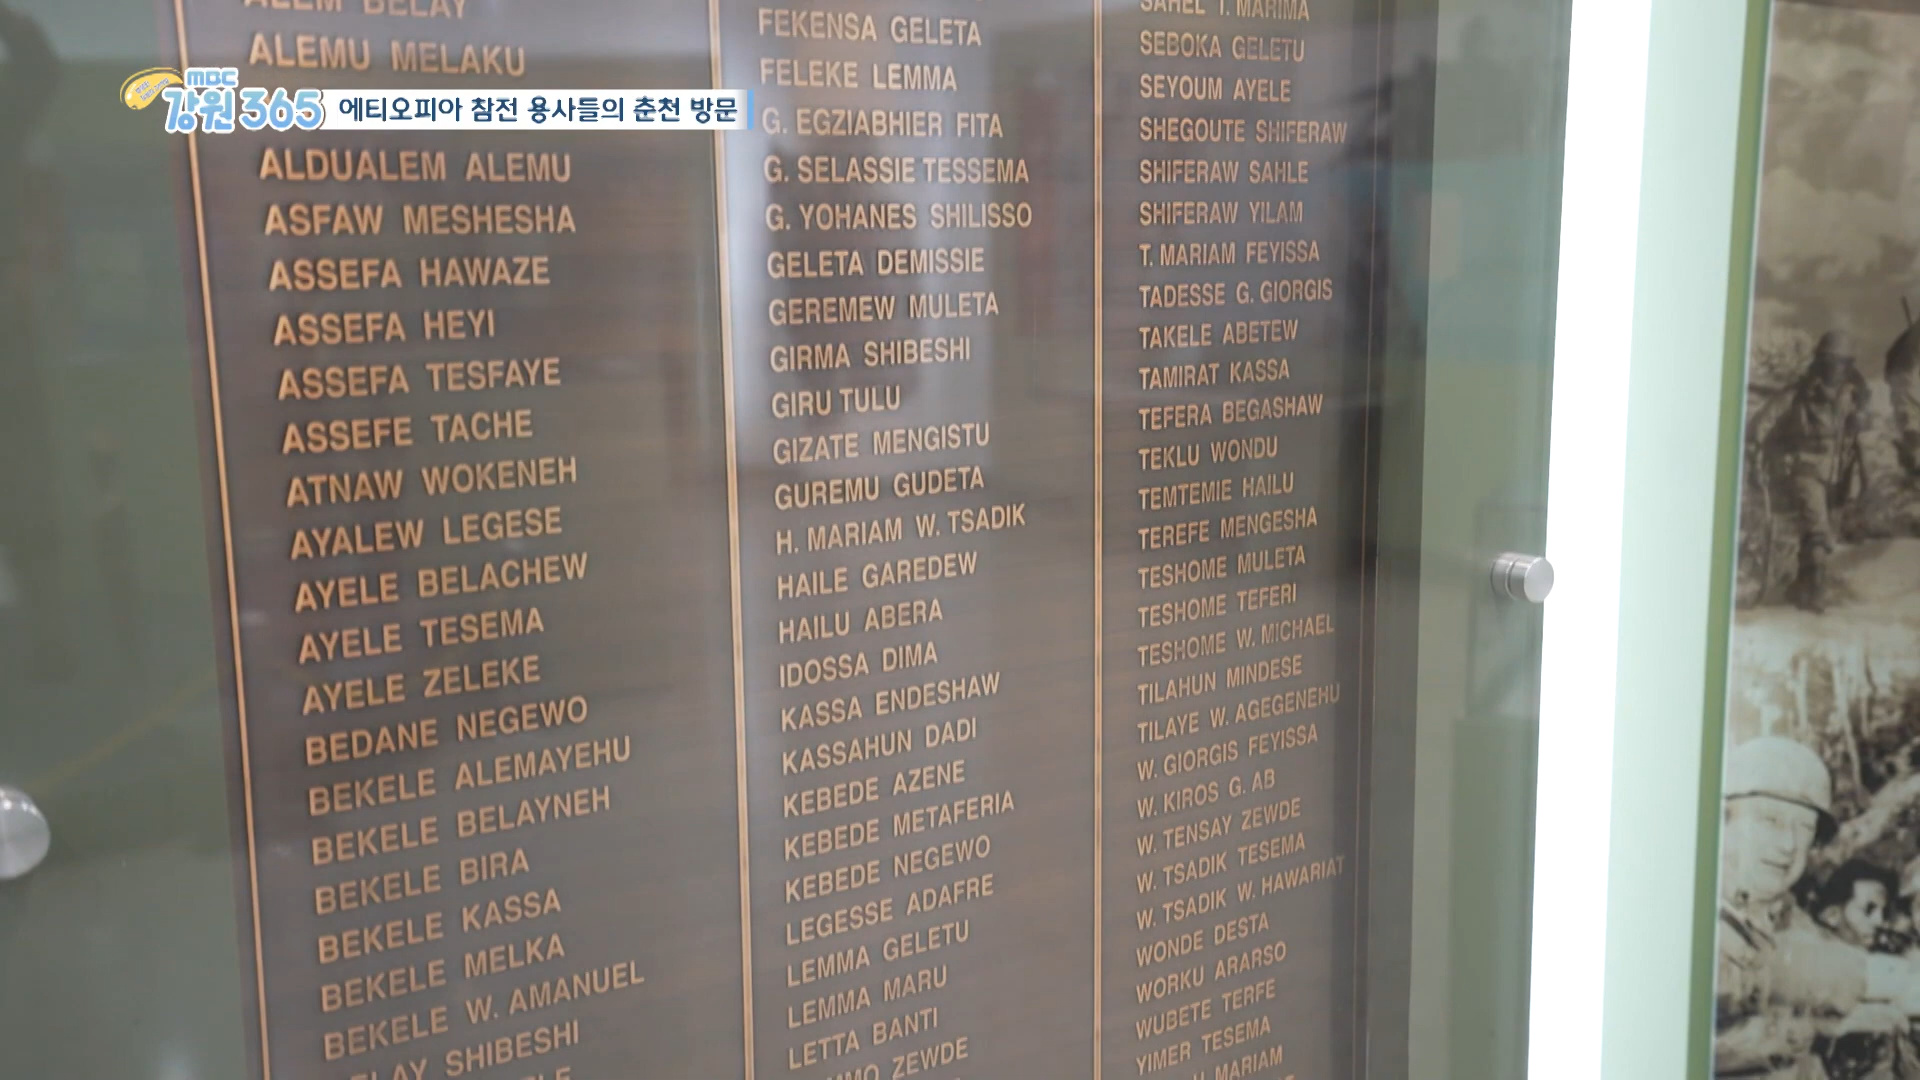 MBC
강원365 에티오피아 참전 용사들의 춘천 방문
ALEM BELAY
ALEMU MELAKU
ALDUALEM ALEMU
ASFAW MESHESHA
ASSEFA HAWAZE
ASSEFA HEYI
ASSEFA TESFAYE
ASSEFE TACHE
ATNAW WOKENEH
AYALEW LEGESE
AYELE BELACHEW
AYELE TESEMA
AYELE ZELEKE
BEDANE NEGEWO
BEKELE ALEMAYEHU
BEKELE BELAYNEH
BEKELE BIRA
BEKELE KASSA
BEKELE MELKA
BEKELE W. AMANUEL
SHIBESHI
FEKENSA GELETA
FELEKE LEMMA
G. EGZIABHIER FITA
G. SELASSIE TESSEMA
G. YOHANES SHILISSO
GELETA DEMISSIE
GEREMEW MULETA
GIRMA SHIBESHI
GIRU TULU
GIZATE MENGISTU
GUREMU GUDETA
H. MARIAM W. TSADIK
HAILE GAREDEW
HAILU ABERA
IDOSSA DIMA
KASSA ENDESHAW
KASSAHUN DADI
KEBEDE AZENE
KEBEDE METAFERIA
KEBEDE NEGEWO
LEGESSE ADAFRE
LEMMA GELETU
LEMMA MARU
LETTA BANTI
ZEWDE
SAHEL T. MARIMA
SEBOKA GELETU
SEYOUM AYELE
SHEGOUTE SHIFERAW
SHIFERAW SAHLE
SHIFERAW YILAM
T. MARIAM FEYISSA
TADESSE G. GIORGIS
TAKELE ABETEW
TAMIRAT KASSA
TEFERA BEGASHAW
TEKLU WONDU
TEMTEMIE HAILU
TEREFE MENGESHA
TESHOME MULETA
TESHOME TEFERI
TESHOME W. MICHAEL
TILAHUN MINDESE
TILAYE W. AGEGENEHU
W. GIORGIS FEYISSA
W. KIROS G. AB
W. TENSAY ZEWDE
W. TSADIK TESEMA
W. TSADIK W. HAWARIAT
WONDE DESTA
WORKU ARARSO
WUBETE TERFE
YIMER TESEMA
MARIAM